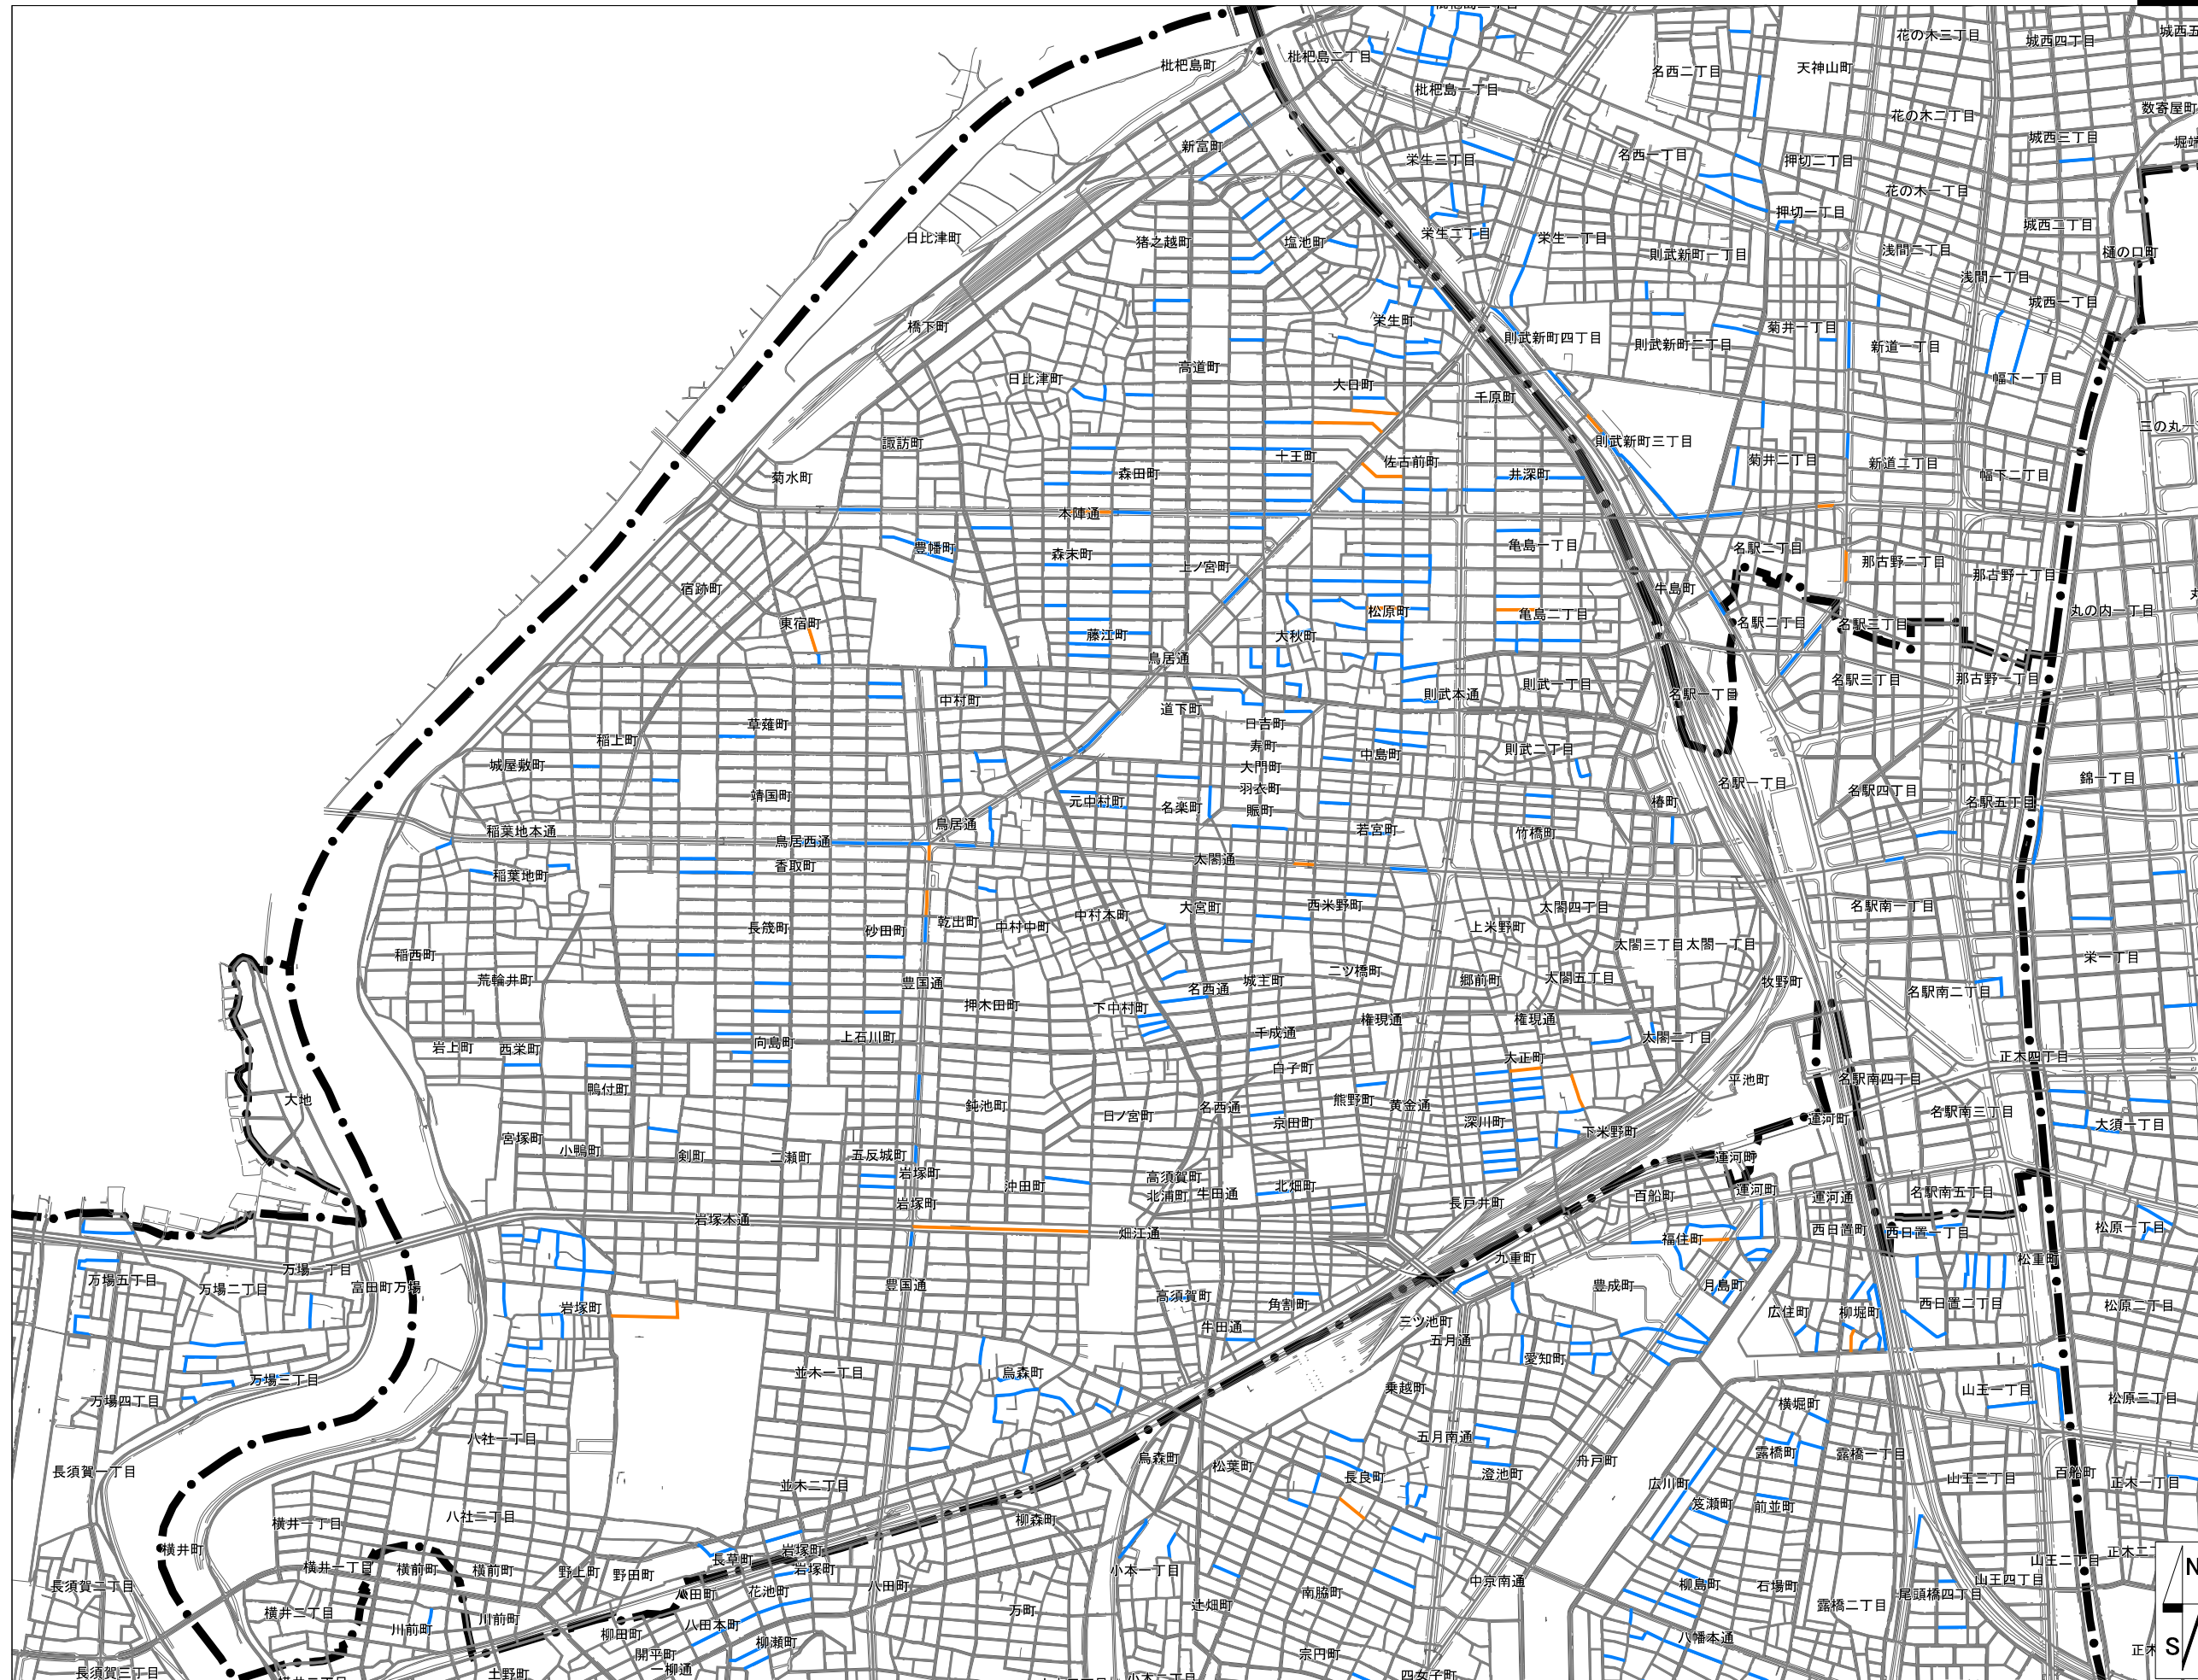 花の木三丁目
城西四丁目
枇杷島町
枇杷島二丁目
名西二丁目
天神山町
枇杷島一丁目
数寄屋町
花の木二丁目
城西三丁目
新富町
栄生三丁目
名西一丁目
押切二丁目
花の木一丁目
押切一丁目
城西二丁目
日比津町
猪之越町
塩池町
栄生二丁目
栄生一丁目
則武新町一丁目
浅間二丁目
樋の口町
浅間一丁目
城西一丁目
橋下町
栄生町
則武新町四丁目
則武新町二丁目
菊井一丁目
新道一丁目
高道町
日比津町
大日町
幅下一丁目
千原町
諏訪町
則武新町三丁目
十王町
佐古前町
菊井二丁目
新道二丁目
菊水町
森田町
井深町
幅下二丁目
本陣通
豊幡町
森末町
亀島一丁目
名駅二丁目
上ノ宮町
那古野二丁目
那古野一丁目
宿跡町
牛島町
松原町
亀島二丁目
丸の内一丁目
東宿町
藤江町
大秋町
名駅二丁目
名駅三丁目
鳥居通
則武一丁目
名駅三丁目
那古野一丁目
中村町
道下町
則武本通
名駅一丁目
草薙町
日吉町
稲上町
寿町
中島町
則武二丁目
城屋敷町
大門町
名駅一丁目
錦一丁目
靖国町
羽衣町
名駅四丁目
元中村町
名楽町
賑町
椿町
名駅五丁目
稲葉地本通
鳥居通
若宮町
竹橋町
鳥居西通
香取町
太閤通
稲葉地町
大宮町
西米野町
太閤四丁目
名駅南一丁目
長筬町
砂田町
乾出町
中村中町
中村本町
上米野町
太閤三丁目
太閤一丁目
稲西町
荒輪井町
豊国通
名西通
城主町
二ツ橋町
郷前町
太閤五丁目
牧野町
栄一丁目
名駅南二丁目
押木田町
下中村町
千成通
権現通
権現通
太閤二丁目
岩上町
西栄町
向島町
上石川町
大正町
正木四丁目
白子町
平池町
名駅南四丁目
大地
鴨付町
鈍池町
日ノ宮町
名西通
熊野町
黄金通
名駅南三丁目
京田町
深川町
下米野町
運河町
大須一丁目
宮塚町
小鴨町
剣町
二瀬町
五反城町
岩塚町
運河町
沖田町
高須賀町
北浦町
牛田通
北畑町
長戸井町
百船町
運河町
運河通
名駅南五丁目
岩塚町
岩塚本通
畑江通
福住町
西日置町
西日置一丁目
松原一丁目
万場五丁目
万場二丁目
万場一丁目
富田町万場
豊国通
九重町
豊成町
月島町
松重町
岩塚町
高須賀町
角割町
三ツ池町
広住町
柳堀町
西日置二丁目
松原二丁目
牛田通
五月通
愛知町
万場三丁目
万場四丁目
並木一丁目
烏森町
乗越町
山王一丁目
松原三丁目
横堀町
八社一丁目
五月南通
露橋町
露橋一丁目
長須賀一丁目
烏森町
松葉町
長良町
澄池町
舟戸町
広川町
山王三丁目
百船町
正木一丁目
並木二丁目
笈瀬町
前並町
横井一丁目
八社二丁目
柳森町
横井町
横井一丁目
横前町
横前町
野上町
野田町
長草町
岩塚町
岩塚町
小本一丁目
山王二丁目
長須賀二丁目
八田町
花池町
八田町
南脇町
中京南通
柳島町
石場町
山王四丁目
尾頭橋四丁目
横井二丁目
川前町
川前町
柳田町
八田本町
万町
辻畑町
露橋二丁目
柳瀬町
開平町
一柳通
宗円町
八幡本通
長須賀三丁目
土野町
四女子町
N
S